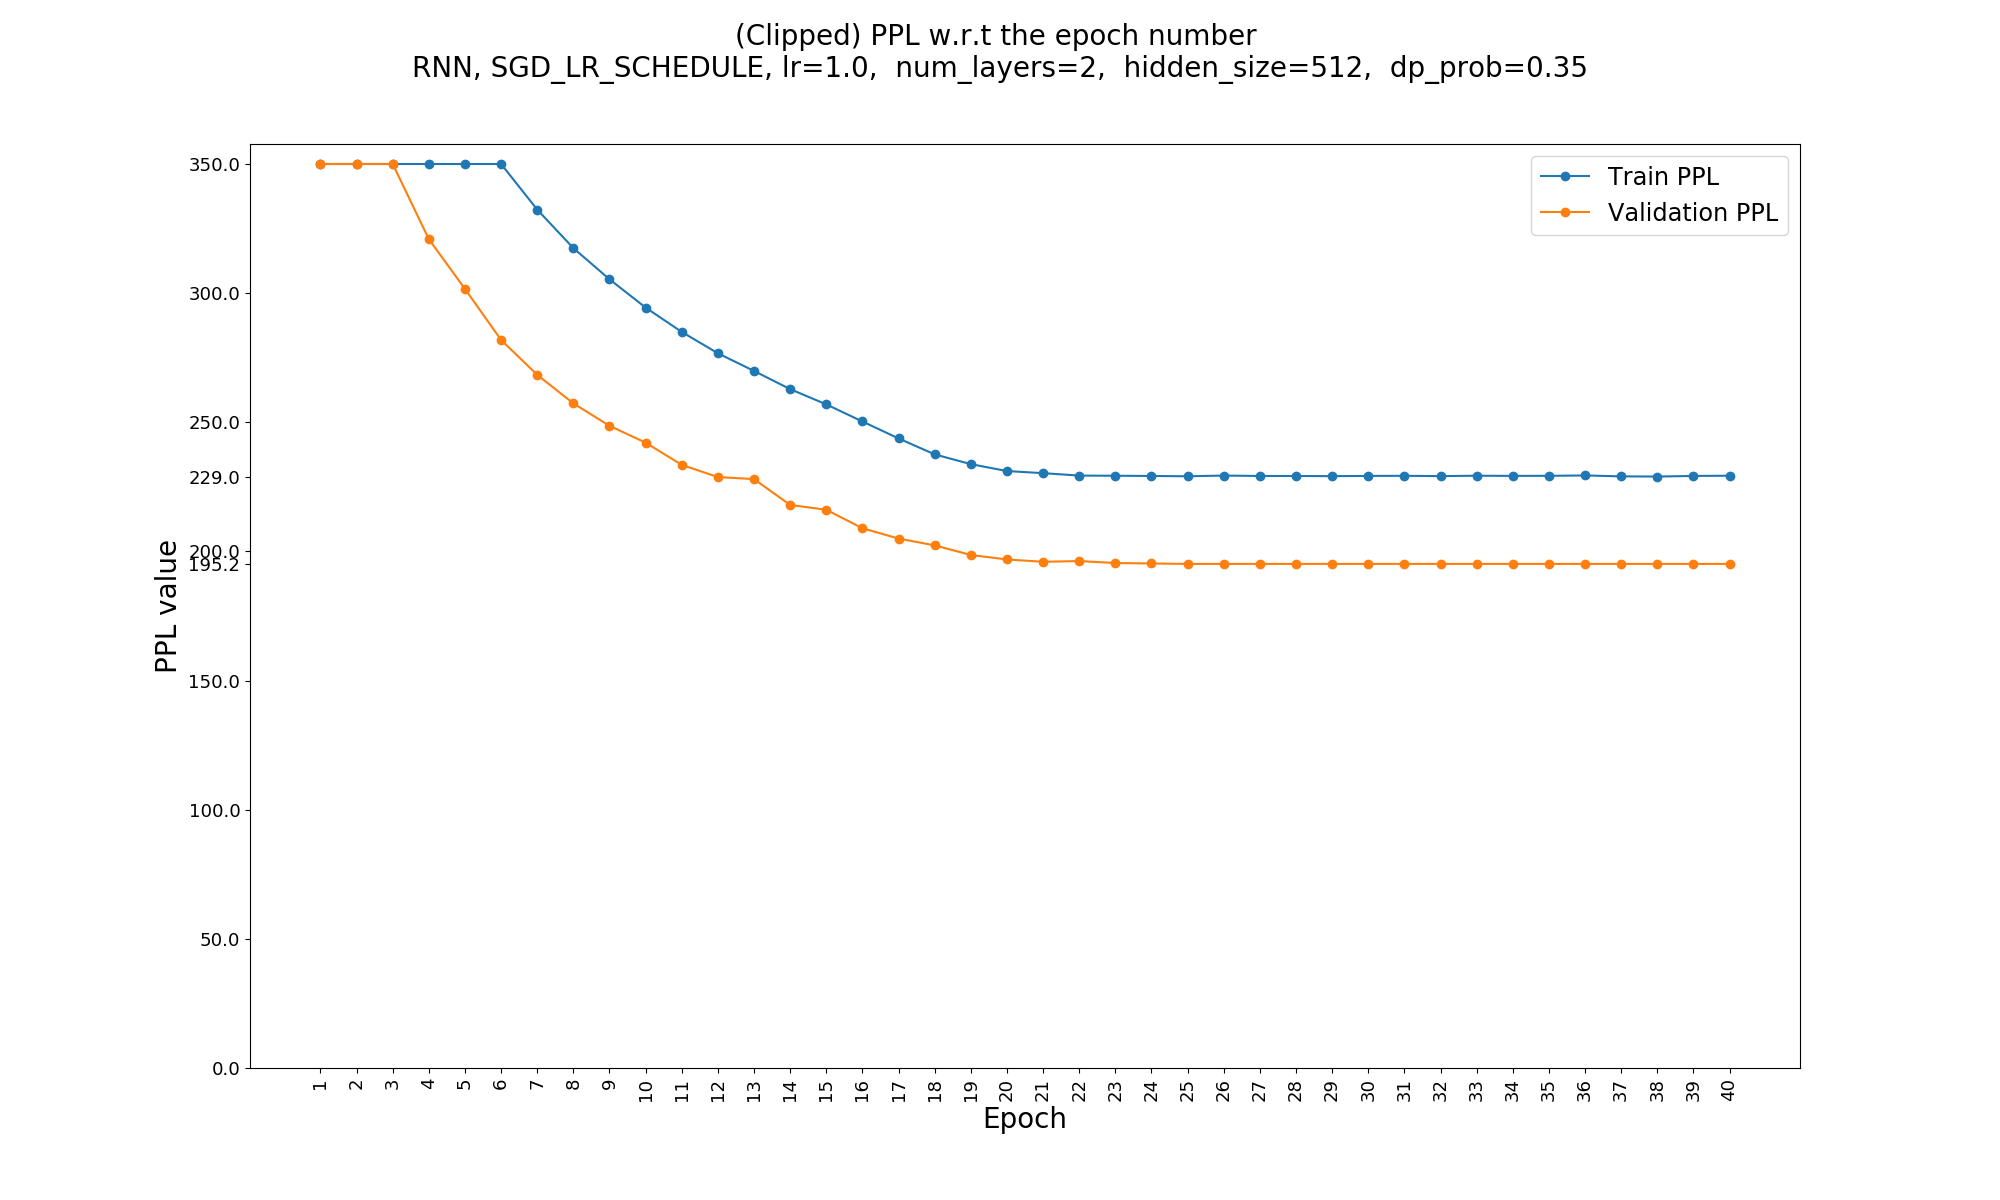 (Clipped) PPL w.r.t the epoch number
RNN, SGD_LR_SCHEDULE, lr=1.0,  num_layers=2,  hidden_size=512,  dp_prob=0.35
Train PPL
Validation PPL
350.0
300.0
250.0
229.0
200.0
195.2
150.0
100.0
50.0
0.0
PPL value
1 2 3 4 5 6 7 8 9 10 11 12 13 14 15 16 17 18 19 20 21 22 23 24 25 26 27 28 29 30 31 32 33 34 35 36 37 38 39 40
Epoch